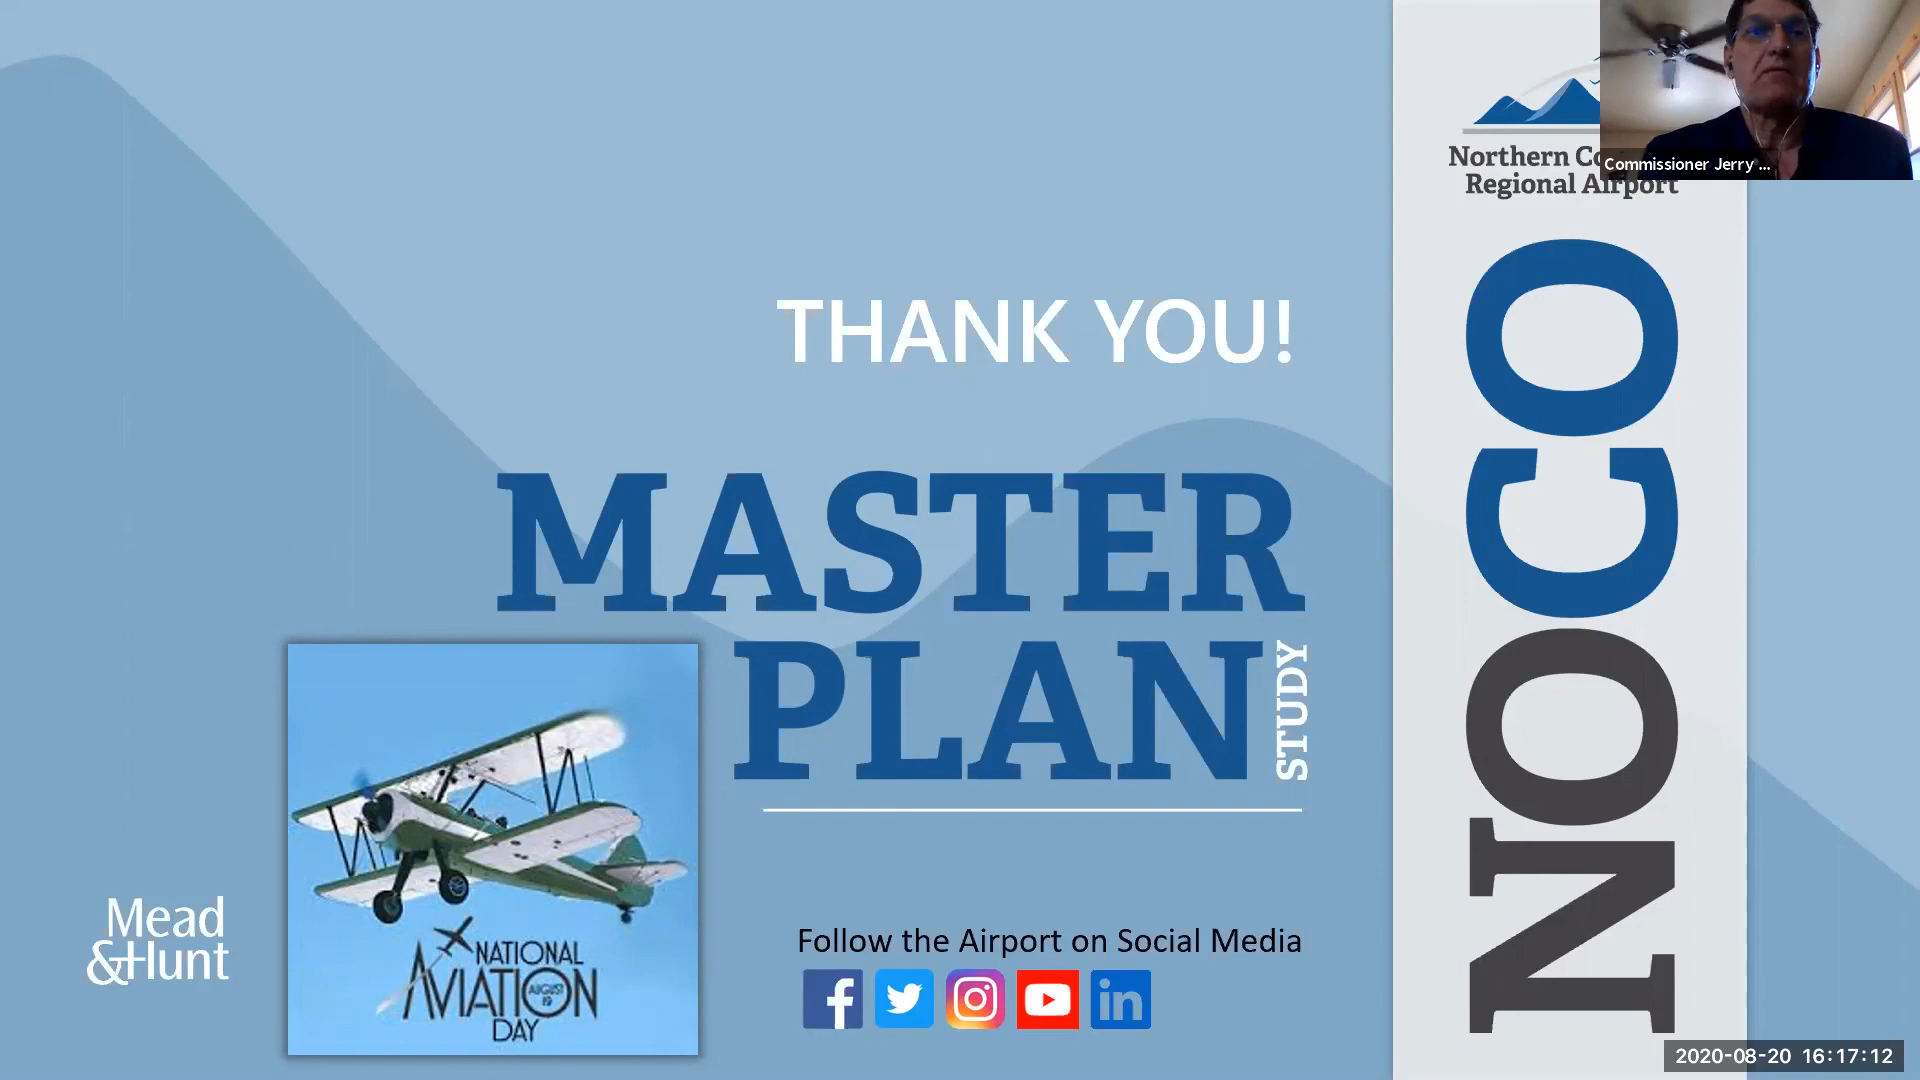 Northern Co
Regional Airport
Commissioner Jerry ...
THANK YOU!
MASTER
PLAN
STUDY
NOCO
NATIONAL
AVIATION
AUGUST
19
DAY
Mead
&Hunt
Follow the Airport on Social Media
2020-08-20 16:17:12